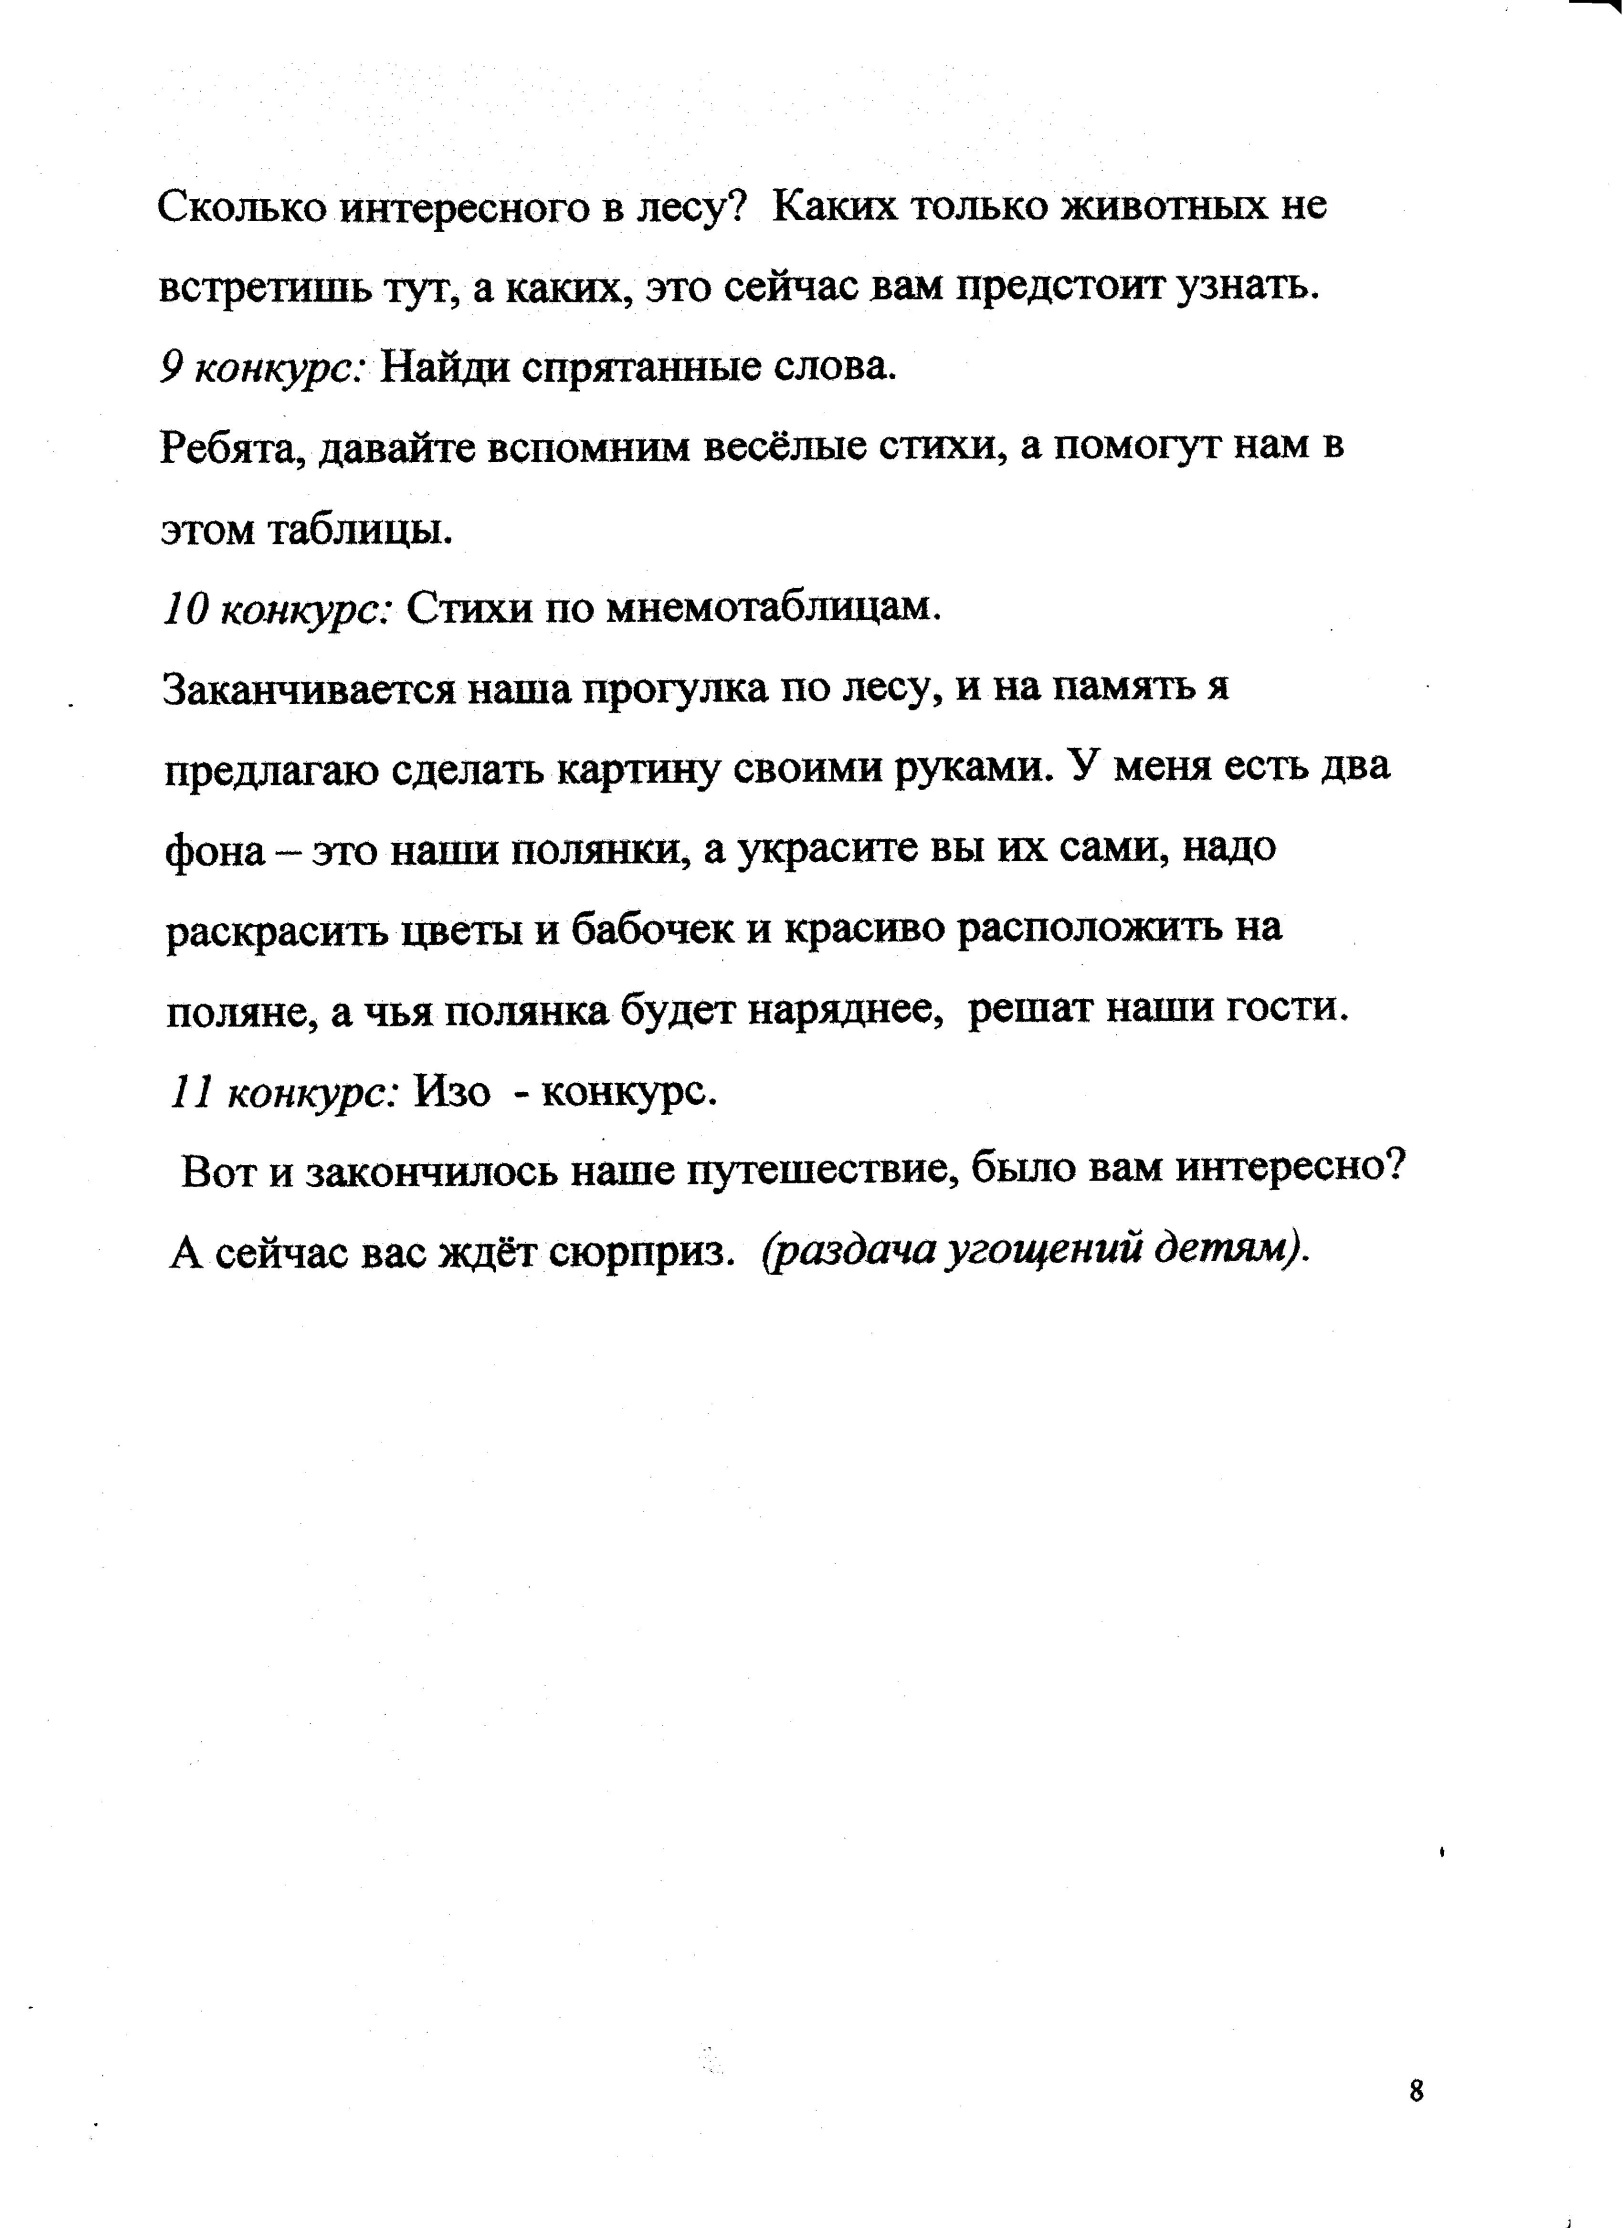 Сколько интересного в лесу?  Каких только животных не
встретишь тут, а каких, это сейчас вам предстоит узнать.
9 конкурс: Найди спрятанные слова.
Ребята, давайте вспомним весёлые стихи, а помогут нам в
этом таблицы.
10 конкурс: Стихи по мнемотаблицам.
Заканчивается наша прогулка по лесу, и на память я
предлагаю сделать картину своими руками. У меня есть два
фона – это наши полянки, а украсите вы их сами, надо
раскрасить цветы и бабочек и красиво расположить на
поляне, а чья полянка будет наряднее,  решат наши гости.
11 конкурс: Изо  - конкурс.
Вот и закончилось наше путешествие, было вам интересно?
А сейчас вас ждёт сюрприз.  (раздача угощений детям).
8